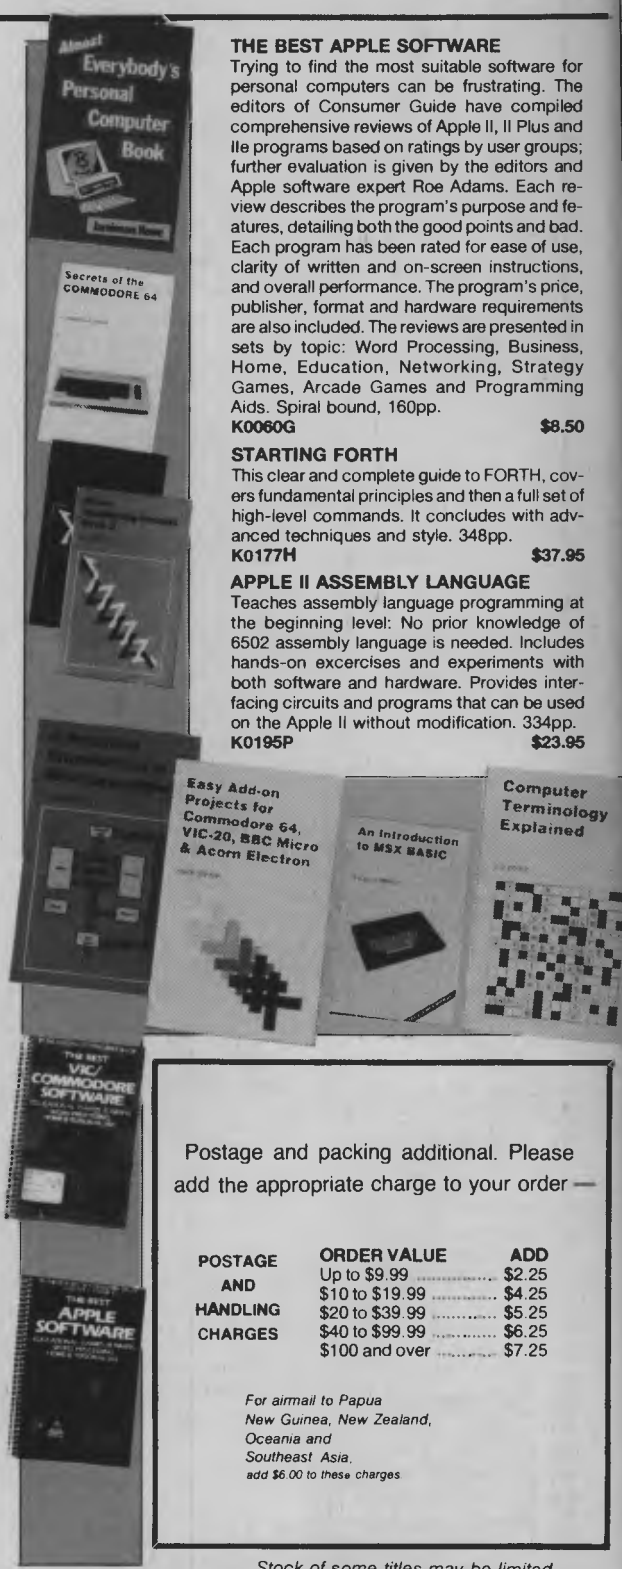 Almost
Everybody's
Personal
Computer
Book
Secrets of the
COMMODORE 64
THE BEST APPLE SOFTWARE
Trying to find the most suitable software for
personal computers can be frustrating. The
editors of Consumer Guide have compiled
comprehensive reviews of Apple II, II Plus and
IIe programs based on ratings by user groups;
further evaluation is given by the editors and
Apple software expert Roe Adams. Each re-
view describes the program's purpose and fe-
atures, detailing both the good points and bad.
Each program has been rated for ease of use,
clarity of written and on-screen instructions,
and overall performance. The program's price,
publisher, format and hardware requirements
are also included. The reviews are presented in
sets by topic: Word Processing, Business,
Home, Education, Networking, Strategy
Games, Arcade Games and Programming
Aids. Spiral bound, 160pp.
K0060G $8.50
STARTING FORTH
This clear and complete guide to FORTH, cov-
ers fundamental principles and then a full set of
high-level commands. It concludes with adv-
anced techniques and style. 348pp.
K0177H $37.95
APPLE II ASSEMBLY LANGUAGE
Teaches assembly language programming at
the beginning level: No prior knowledge of
6502 assembly language is needed. Includes
hands-on excercises and experiments with
both software and hardware. Provides inter-
facing circuits and programs that can be used
on the Apple II without modification. 334pp.
K0195P $23.95
Easy Add-on
Projects for
Commodore 64,
VIC-20, BBC Micro
& Acorn Electron
An Introduction
to MSX BASIC
Computer
Terminology
Explained
THE BEST
VIC/
COMMODORE
SOFTWARE
THE BEST
APPLE
SOFTWARE
Postage and packing additional. Please
add the appropriate charge to your order —
POSTAGE
AND
HANDLING
CHARGES
ORDER VALUE ADD
Up to $9.99 ................ $2.25
$10 to $19.99 ............. $4.25
$20 to $39.99 ............. $5.25
$40 to $99.99 ............. $6.25
$100 and over ............ $7.25
For airmail to Papua
New Guinea, New Zealand,
Oceania and
Southeast Asia,
add $6.00 to these charges.
Stock of some titles may be limited